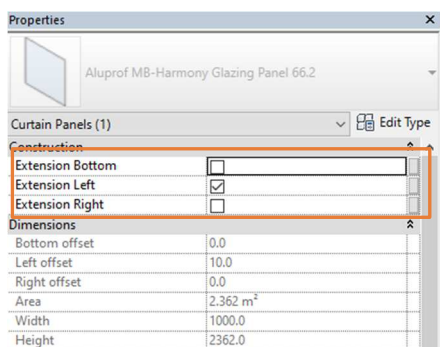 Properties ×
Aluprof MB-Harmony Glazing Panel 66.2
Curtain Panels (1) Edit Type
Construction
Extension Bottom
Extension Left
Extension Right
Dimensions
Bottom offset 0.0
Left offset 10.0
Right offset 0.0
Area 2.362 m²
Width 1000.0
Height 2362.0